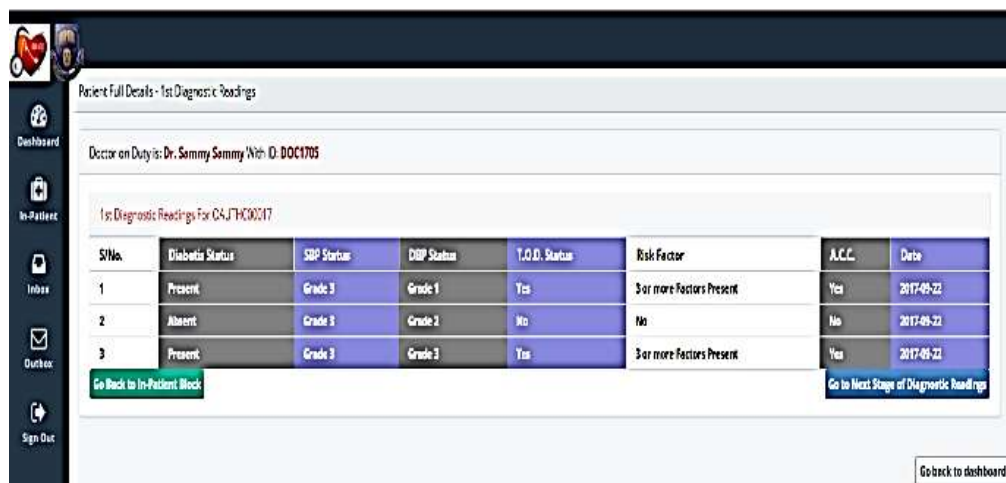 Patient Full Details - 1st Diagnostic Readings
Dashboard
Doctor on Duty is: Dr. Sammy Sammy With ID: DOC1705
In-Patient
1st Diagnostic Readings For
S/No. Diabetis Status SBP Status DBP Status T.O.D. Status Risk Factor A.C.C. Date
Inbox
1 Present Grade 3 Grade 1 Yes 3 or more Factors Present Yes 2017-09-22
2 Absent Grade 3 Grade 2 No No No 2017-09-22
Outbox
3 Present Grade 3 Grade 3 Yes 3 or more Factors Present Yes 2017-09-22
Go Back to In-Patient Block Go to Next Stage of Diagnostic Readings
Sign Out
Go back to dashboard